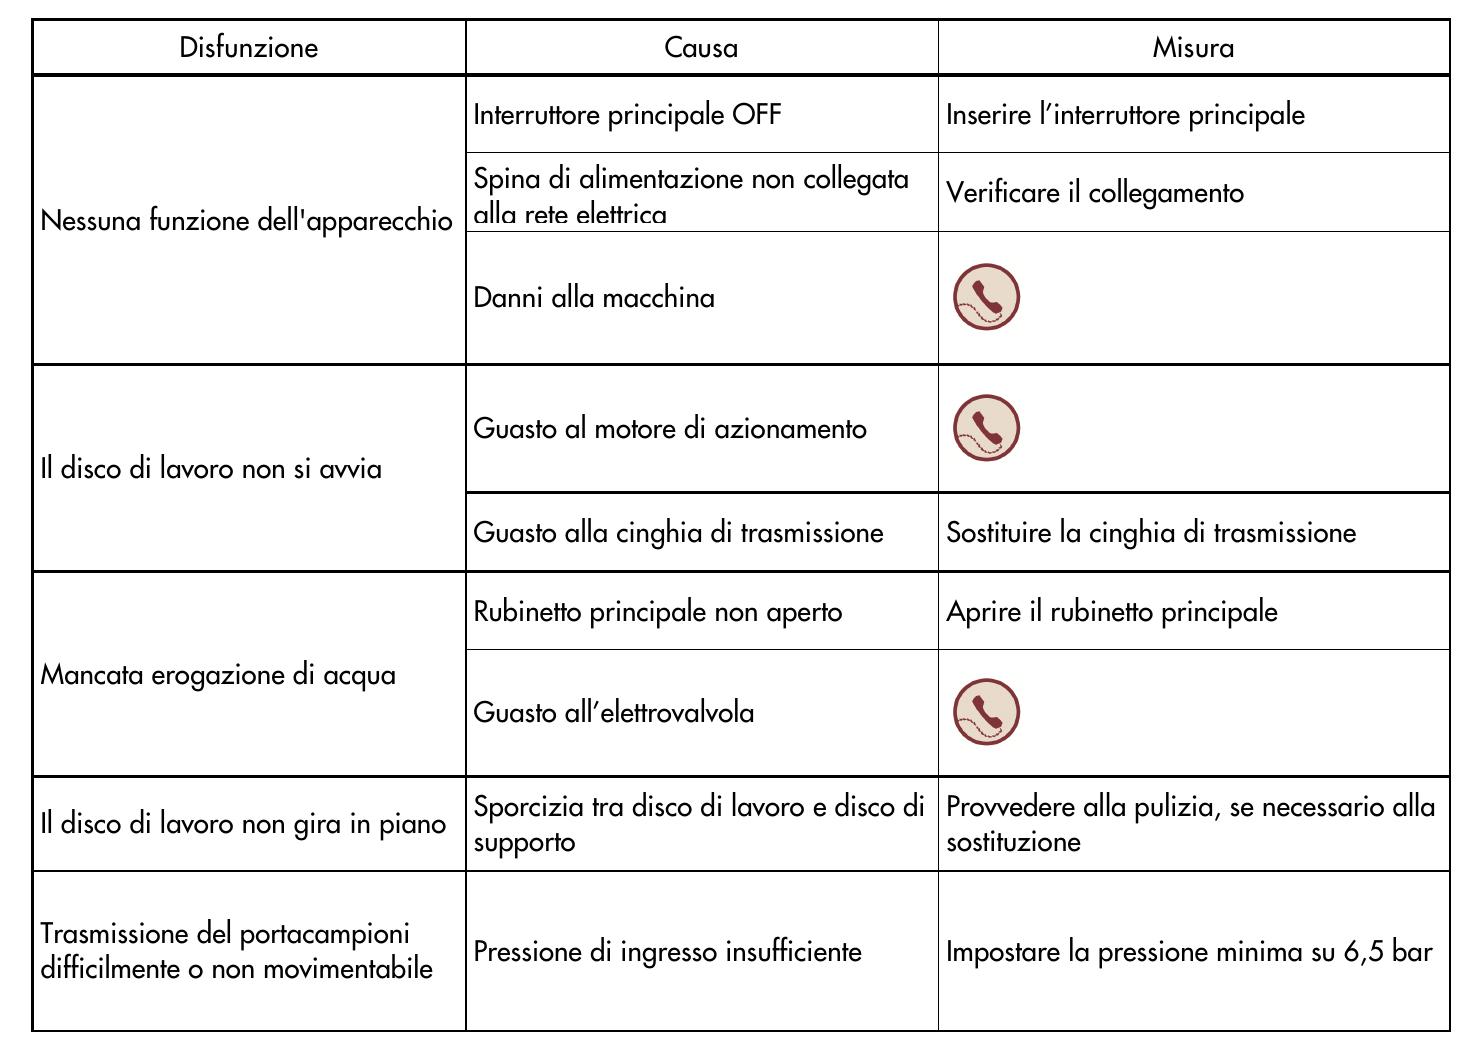 Disfunzione
Causa
Misura
Nessuna funzione dell'apparecchio
Interruttore principale OFF
Inserire l’interruttore principale
Spina di alimentazione non collegata
alla rete elettrica
Verificare il collegamento
Danni alla macchina
Il disco di lavoro non si avvia
Guasto al motore di azionamento
Guasto alla cinghia di trasmissione
Sostituire la cinghia di trasmissione
Mancata erogazione di acqua
Rubinetto principale non aperto
Aprire il rubinetto principale
Guasto all’elettrovalvola
Il disco di lavoro non gira in piano
Sporcizia tra disco di lavoro e disco di
supporto
Provvedere alla pulizia, se necessario alla
sostituzione
Trasmissione del portacampioni
difficilmente o non movimentabile
Pressione di ingresso insufficiente
Impostare la pressione minima su 6,5 bar